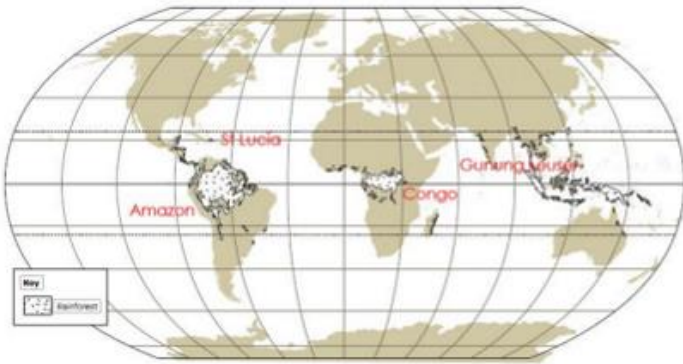 St Lucia
Gunung Leuser
Congo
Amazon
Key
Rainforest